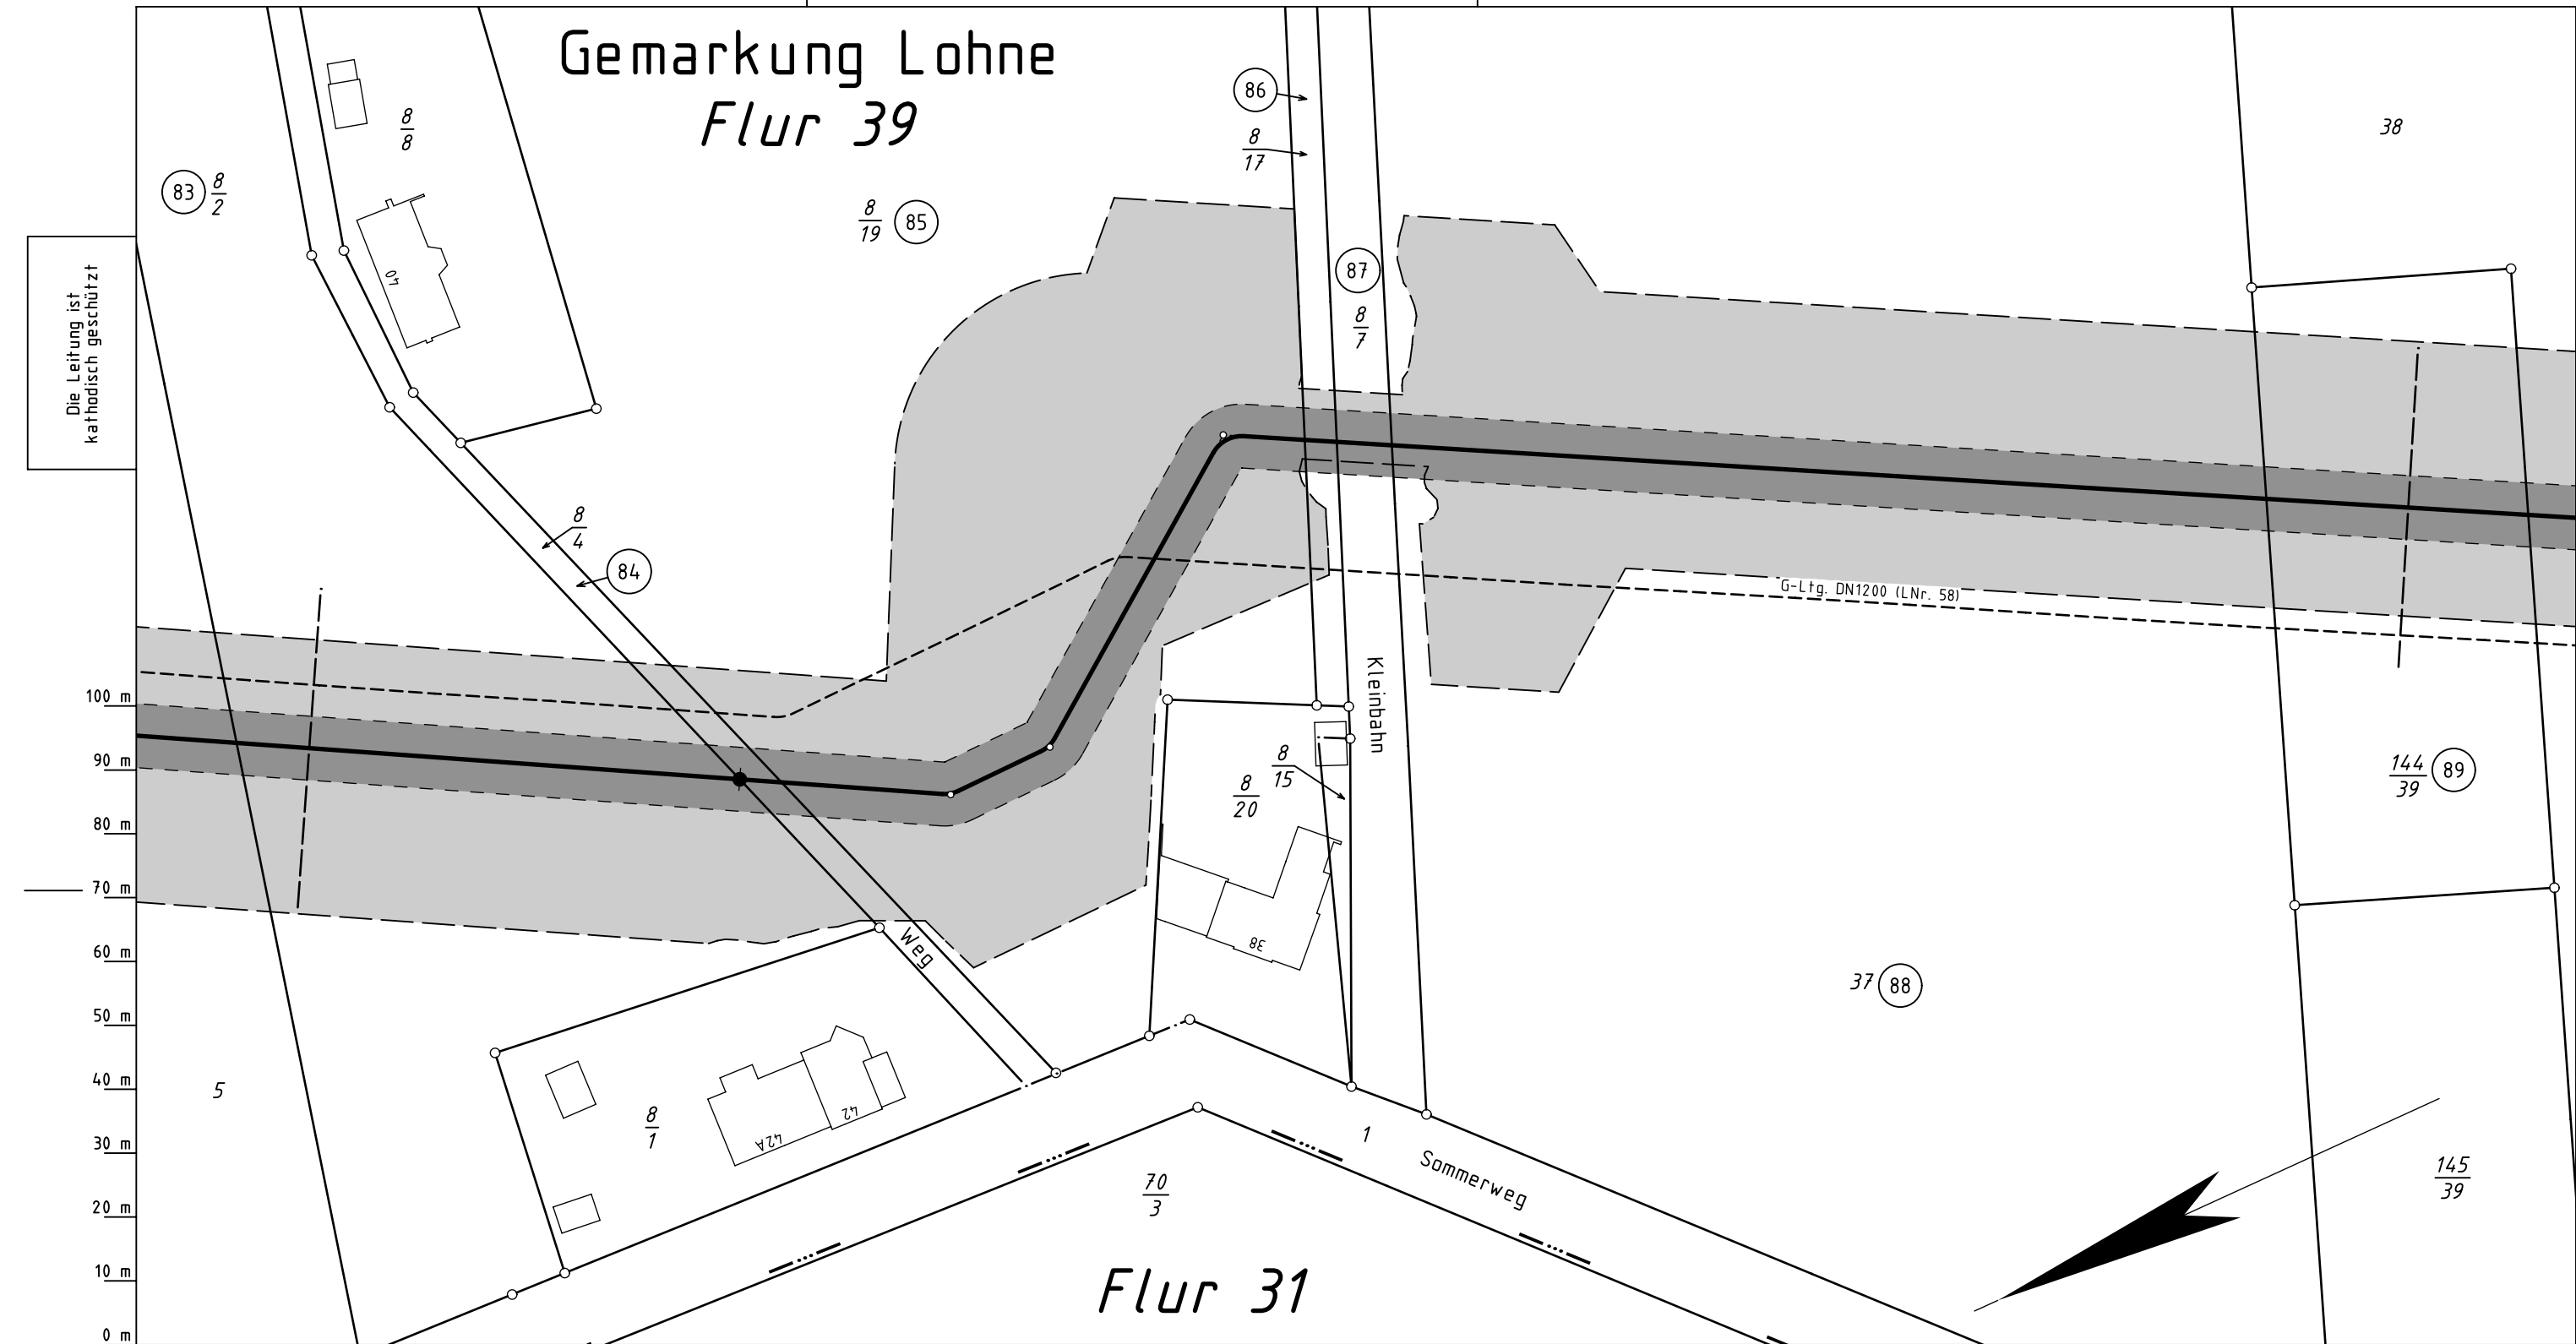 Gemarkung Lohne
Flur 39
86
8
17
38
8
8
83
8
2
8
19
85
87
8
7
40
Die Leitung ist
kathodisch geschützt
8
4
84
G-Ltg. DN1200 (LNr. 58)
Kleinbahn
100 m
90 m
80 m
70 m
60 m
50 m
40 m
30 m
20 m
10 m
0 m
8
15
8
20
144
39
89
38
Weg
37
88
5
8
1
42A
42
1
Sommerweg
70
3
145
39
Flur 31